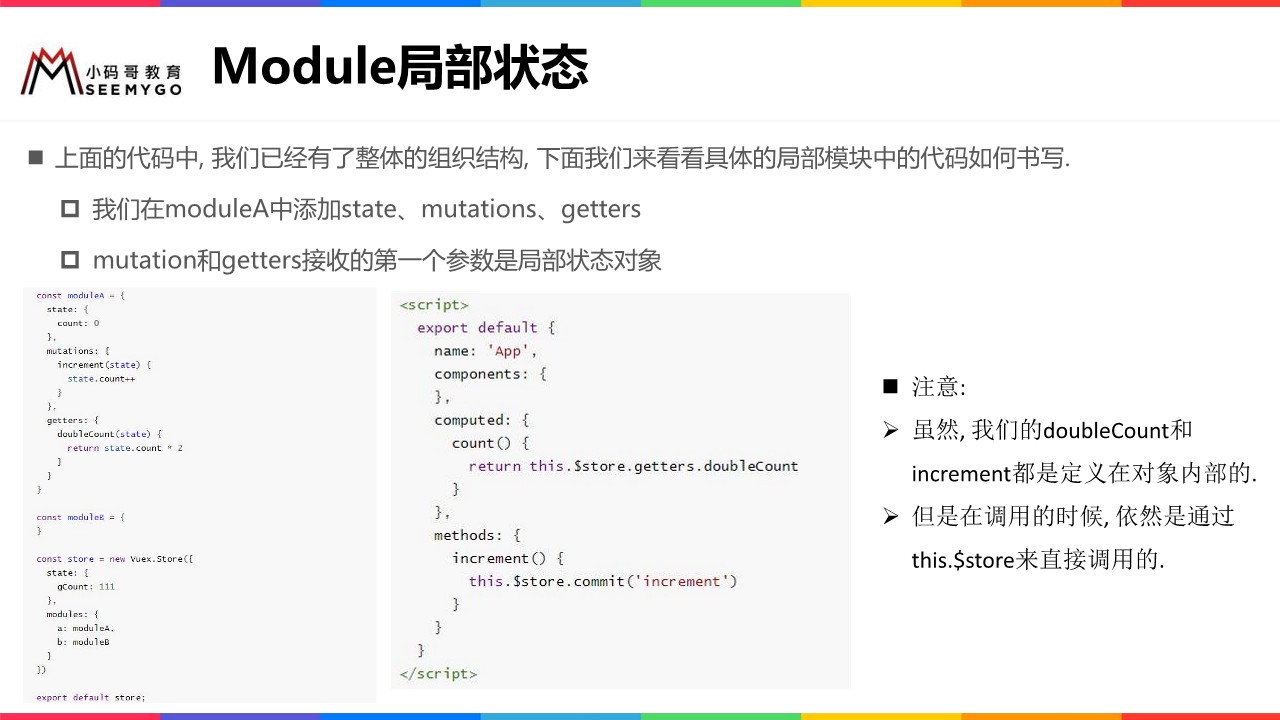 小码哥教育
SEEMYGO
Module局部状态
上面的代码中, 我们已经有了整体的组织结构, 下面我们来看看具体的局部模块中的代码如何书写.
我们在moduleA中添加state、mutations、getters
mutation和getters接收的第一个参数是局部状态对象
const moduleA = {
state: {
count: 0
},
mutations: {
increment(state) {
state.count++
}
},
getters: {
doubleCount(state) {
return state.count * 2
}
}
}
const moduleB = {
}
const store = new Vuex.Store({
state: {
gCount: 111
},
modules: {
a: moduleA,
b: moduleB
}
})
export default store;
<script>
export default {
name: 'App',
components: {
},
computed: {
count() {
return this.$store.getters.doubleCount
}
},
methods: {
increment() {
this.$store.commit('increment')
}
}
}
</script>
注意:
虽然, 我们的doubleCount和
increment都是定义在对象内部的.
但是在调用的时候, 依然是通过
this.$store来直接调用的.